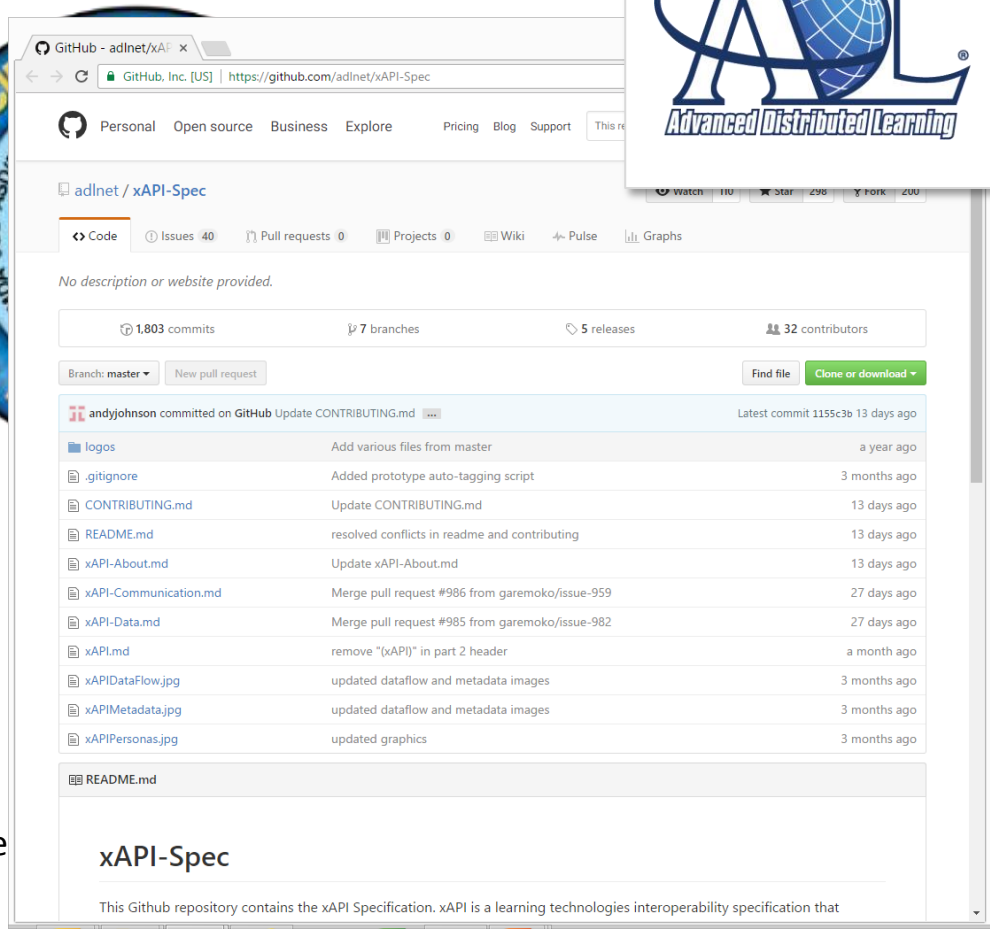 GitHub - adlnet/xAP ×
GitHub, Inc. [US] | https://github.com/adlnet/xAPI-Spec
ADL
®
Advanced Distributed Learning
Personal Open source Business Explore Pricing Blog Support This re
adlnet / xAPI-Spec
Watch 110 Star 298 Fork 200
Code Issues 40 Pull requests 0 Projects 0 Wiki Pulse Graphs
No description or website provided.
1,803 commits 7 branches 5 releases 32 contributors
Branch: master New pull request Find file Clone or download
andyjohnson committed on GitHub Update CONTRIBUTING.md ... Latest commit 1155c3b 13 days ago
logos Add various files from master a year ago
.gitignore Added prototype auto-tagging script 3 months ago
CONTRIBUTING.md Update CONTRIBUTING.md 13 days ago
README.md resolved conflicts in readme and contributing 13 days ago
xAPI-About.md Update xAPI-About.md 13 days ago
xAPI-Communication.md Merge pull request #986 from garemoko/issue-959 27 days ago
xAPI-Data.md Merge pull request #985 from garemoko/issue-982 27 days ago
xAPI.md remove "(xAPI)" in part 2 header a month ago
xAPIDataFlow.jpg updated dataflow and metadata images 3 months ago
xAPIMetadata.jpg updated dataflow and metadata images 3 months ago
xAPIPersonas.jpg updated graphics 3 months ago
README.md
e
xAPI-Spec
This Github repository contains the xAPI Specification. xAPI is a learning technologies interoperability specification that